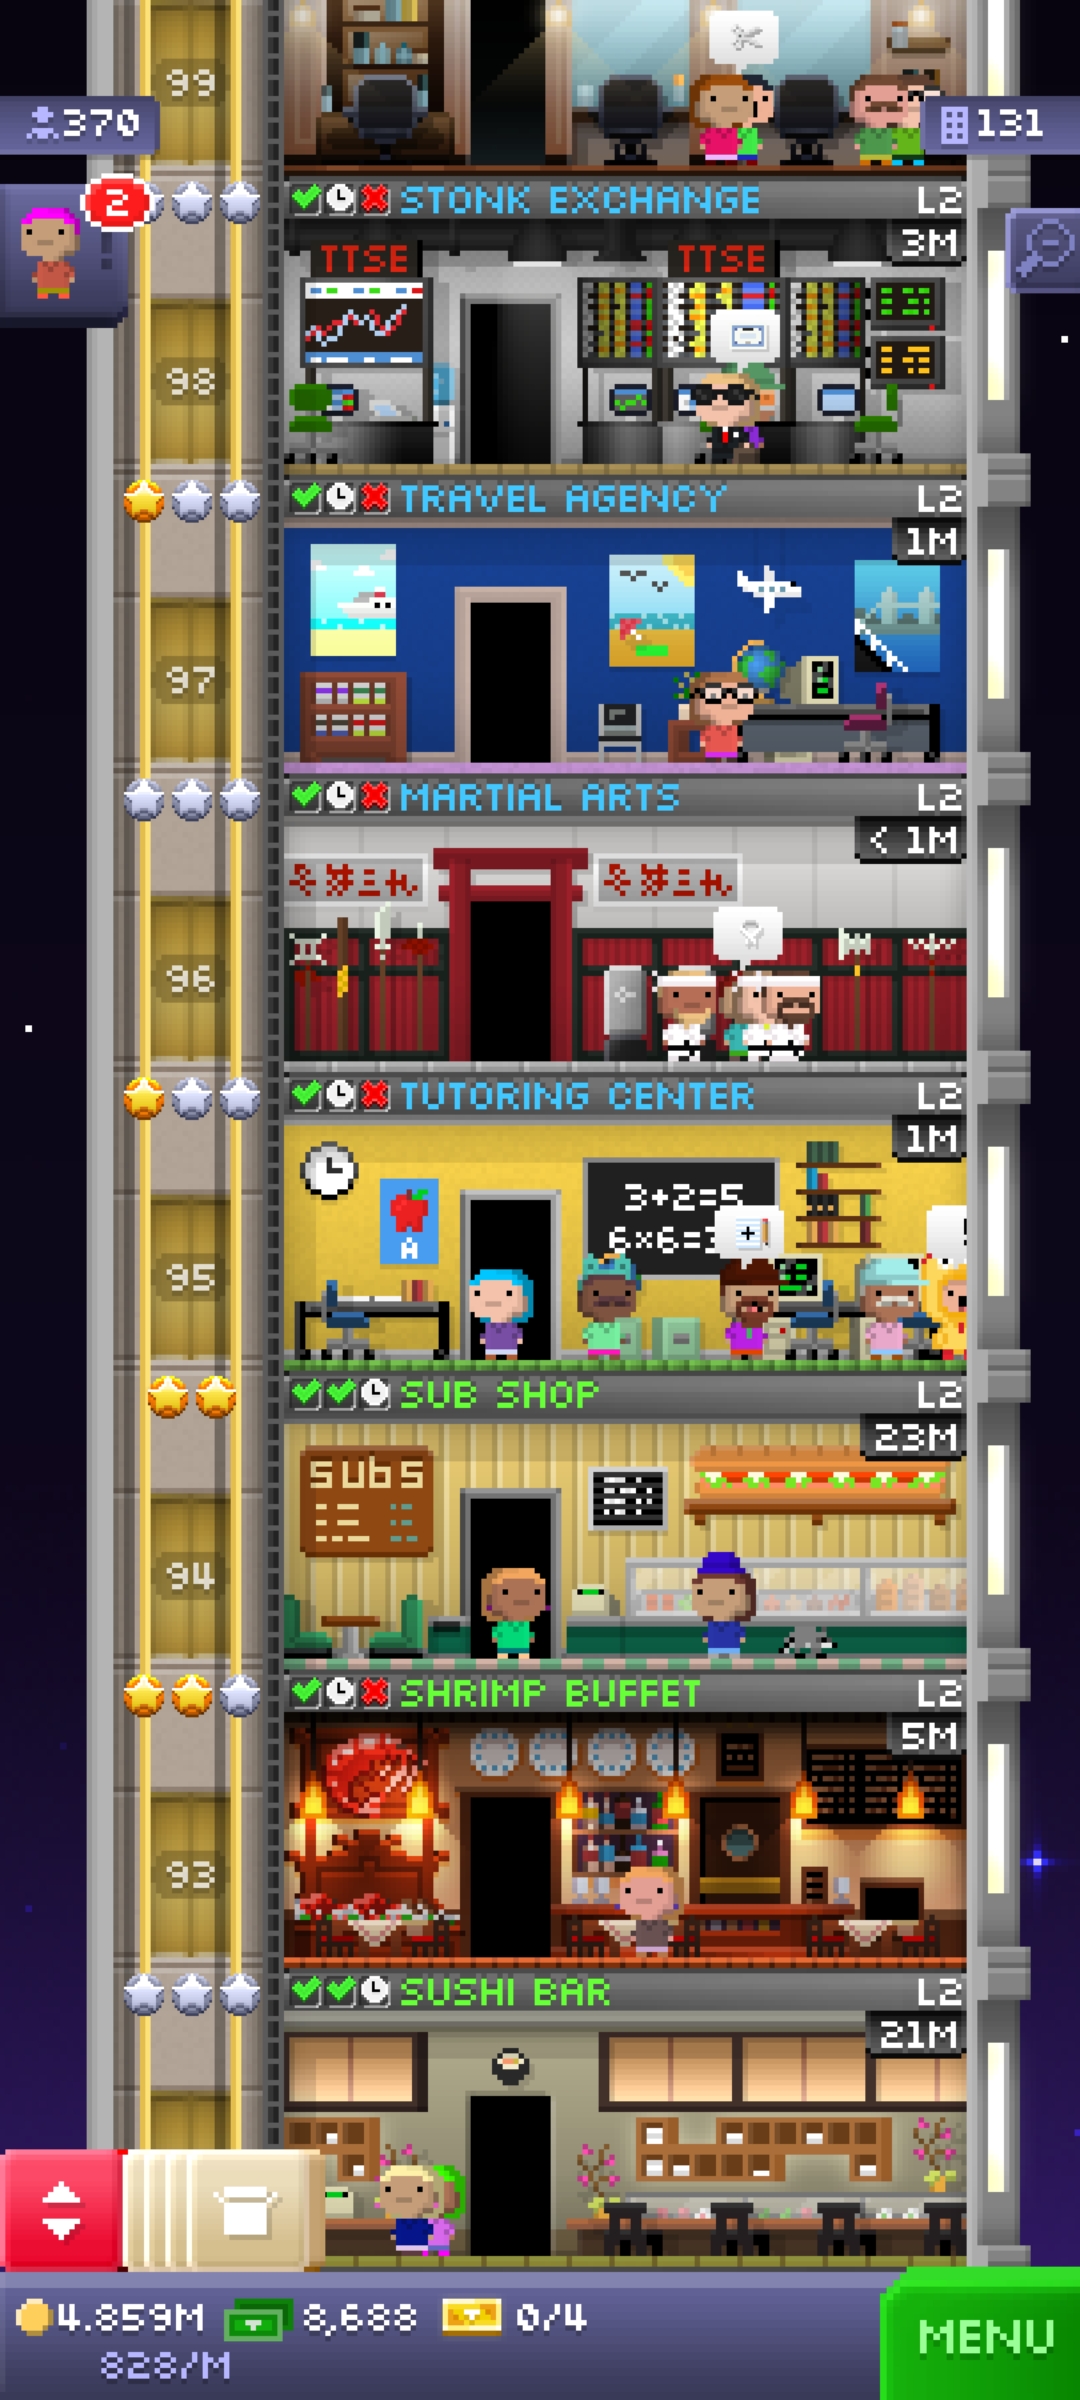 99
370
131
2
STONK EXCHANGE L2
3M
TTSE TTSE
98
TRAVEL AGENCY L2
1M
97
MARTIAL ARTS L2
< 1M
96
TUTORING CENTER L2
1M
3+2=5
6x6=3
A
95
SUB SHOP L2
23M
SUBS
94
SHRIMP BUFFET L2
5M
93
SUSHI BAR L2
21M
4.859M 8,688 0/4
828/M
MENU